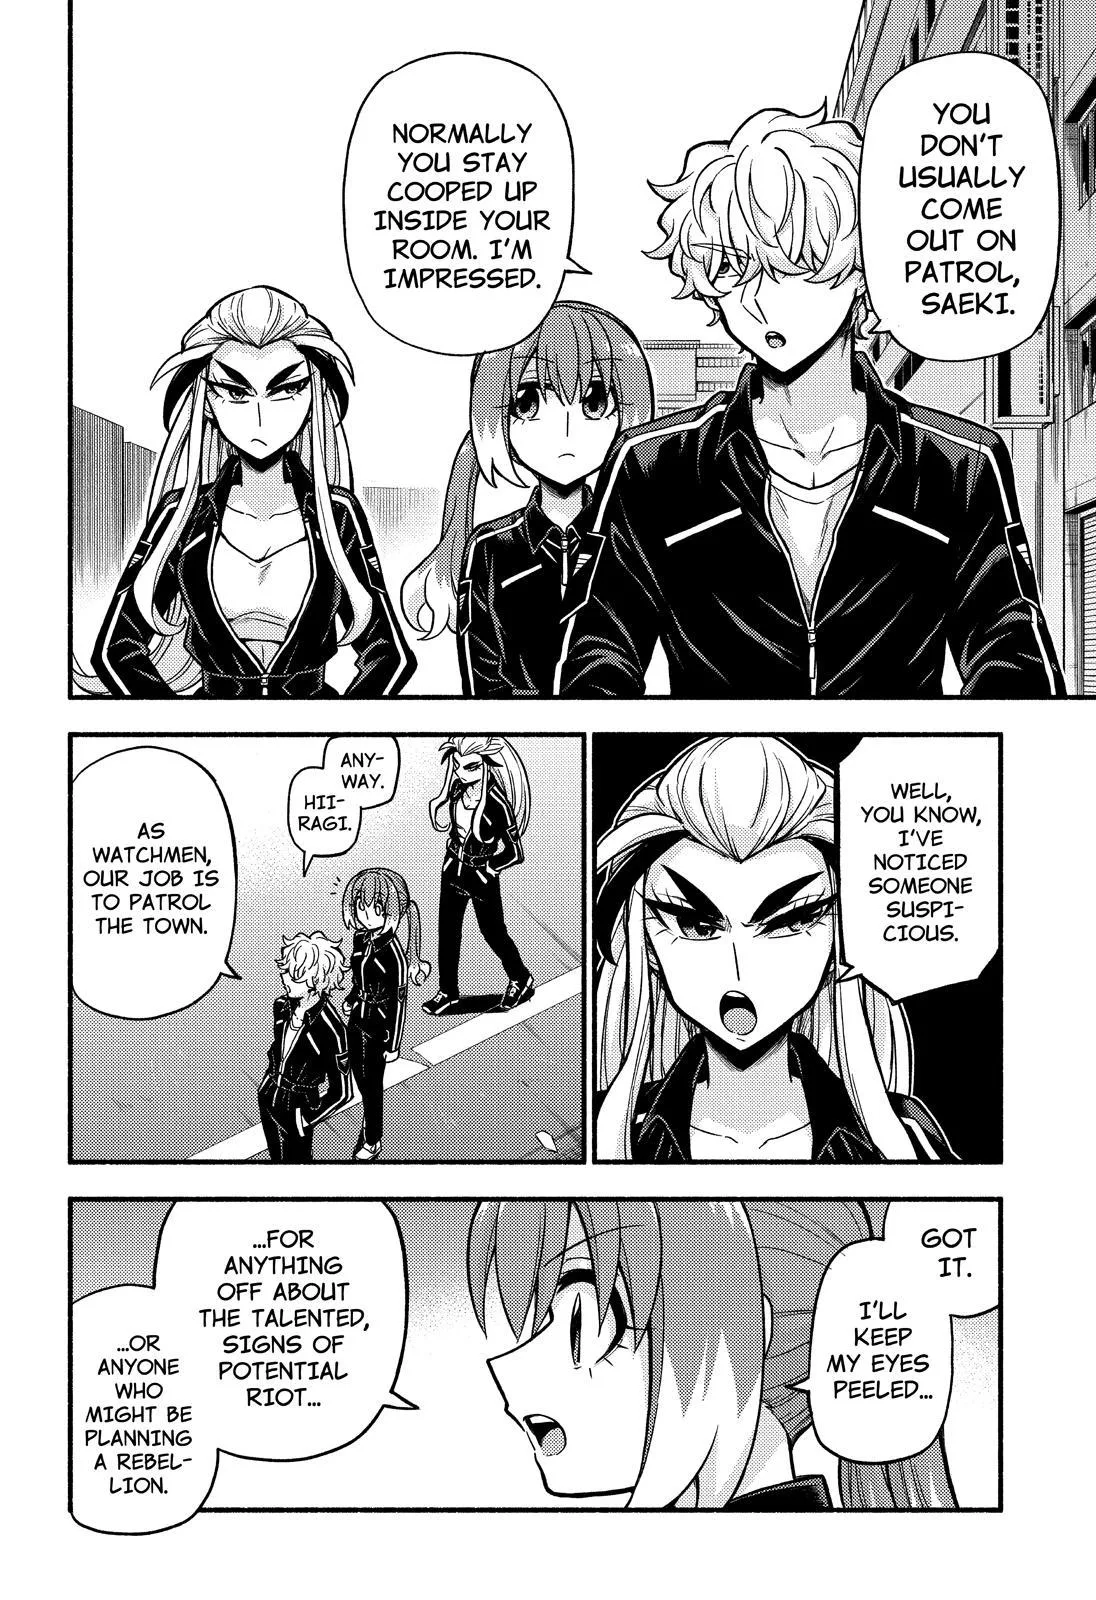 YOU
DON'T
USUALLY
COME
OUT ON
PATROL,
SAEKI.
NORMALLY
YOU STAY
COOPED UP
INSIDE YOUR
ROOM. I'M
IMPRESSED.
WELL,
YOU KNOW,
I'VE
NOTICED
SOMEONE
SUSPI-
CIOUS.
ANY-
WAY.
HII-
RAGI.
AS
WATCHMEN,
OUR JOB IS
TO PATROL
THE TOWN.
GOT
IT.
I'LL
KEEP
MY EYES
PEELED...
...FOR
ANYTHING
OFF ABOUT
THE TALENTED,
SIGNS OF
POTENTIAL
RIOT...
...OR
ANYONE
WHO
MIGHT BE
PLANNING
A REBEL-
LION.